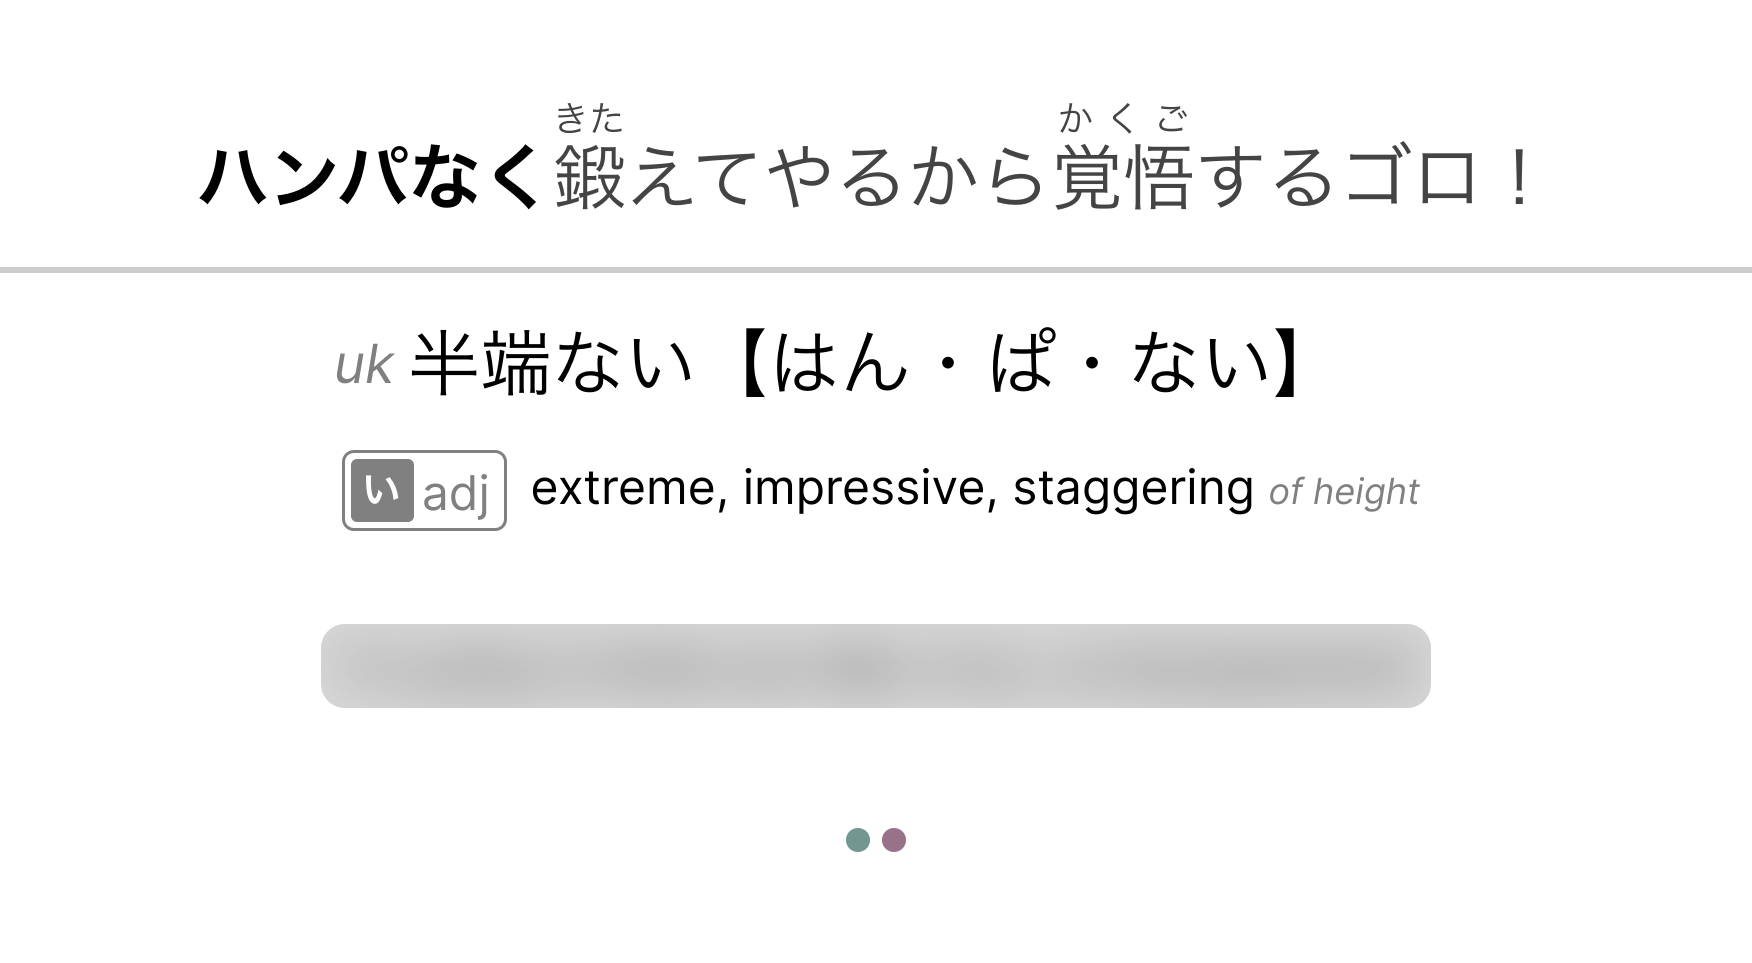 きた かくご
ハンパなく鍛えてやるから覚悟するゴロ！
uk 半端ない【はん・ぱ・ない】
い adj extreme, impressive, staggering of height